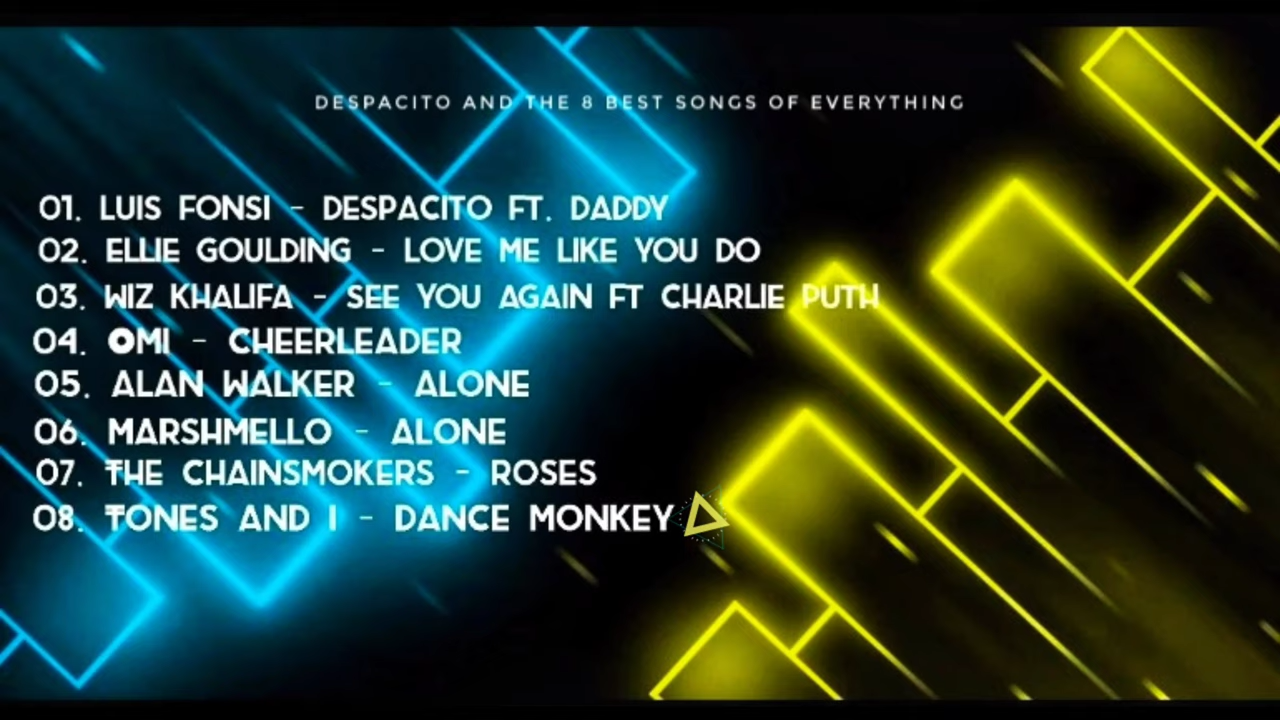 DESPACITO AND THE 8 BEST SONGS OF EVERYTHING
01. LUIS FONSI - DESPACITO FT. DADDY
02. ELLIE GOULDING - LOVE ME LIKE YOU DO
03. WIZ KHALIFA - SEE YOU AGAIN FT CHARLIE PUTH
04. OMI - CHEERLEADER
05. ALAN WALKER - ALONE
06. MARSHMELLO - ALONE
07. THE CHAINSMOKERS - ROSES
08. TONES AND I - DANCE MONKEY